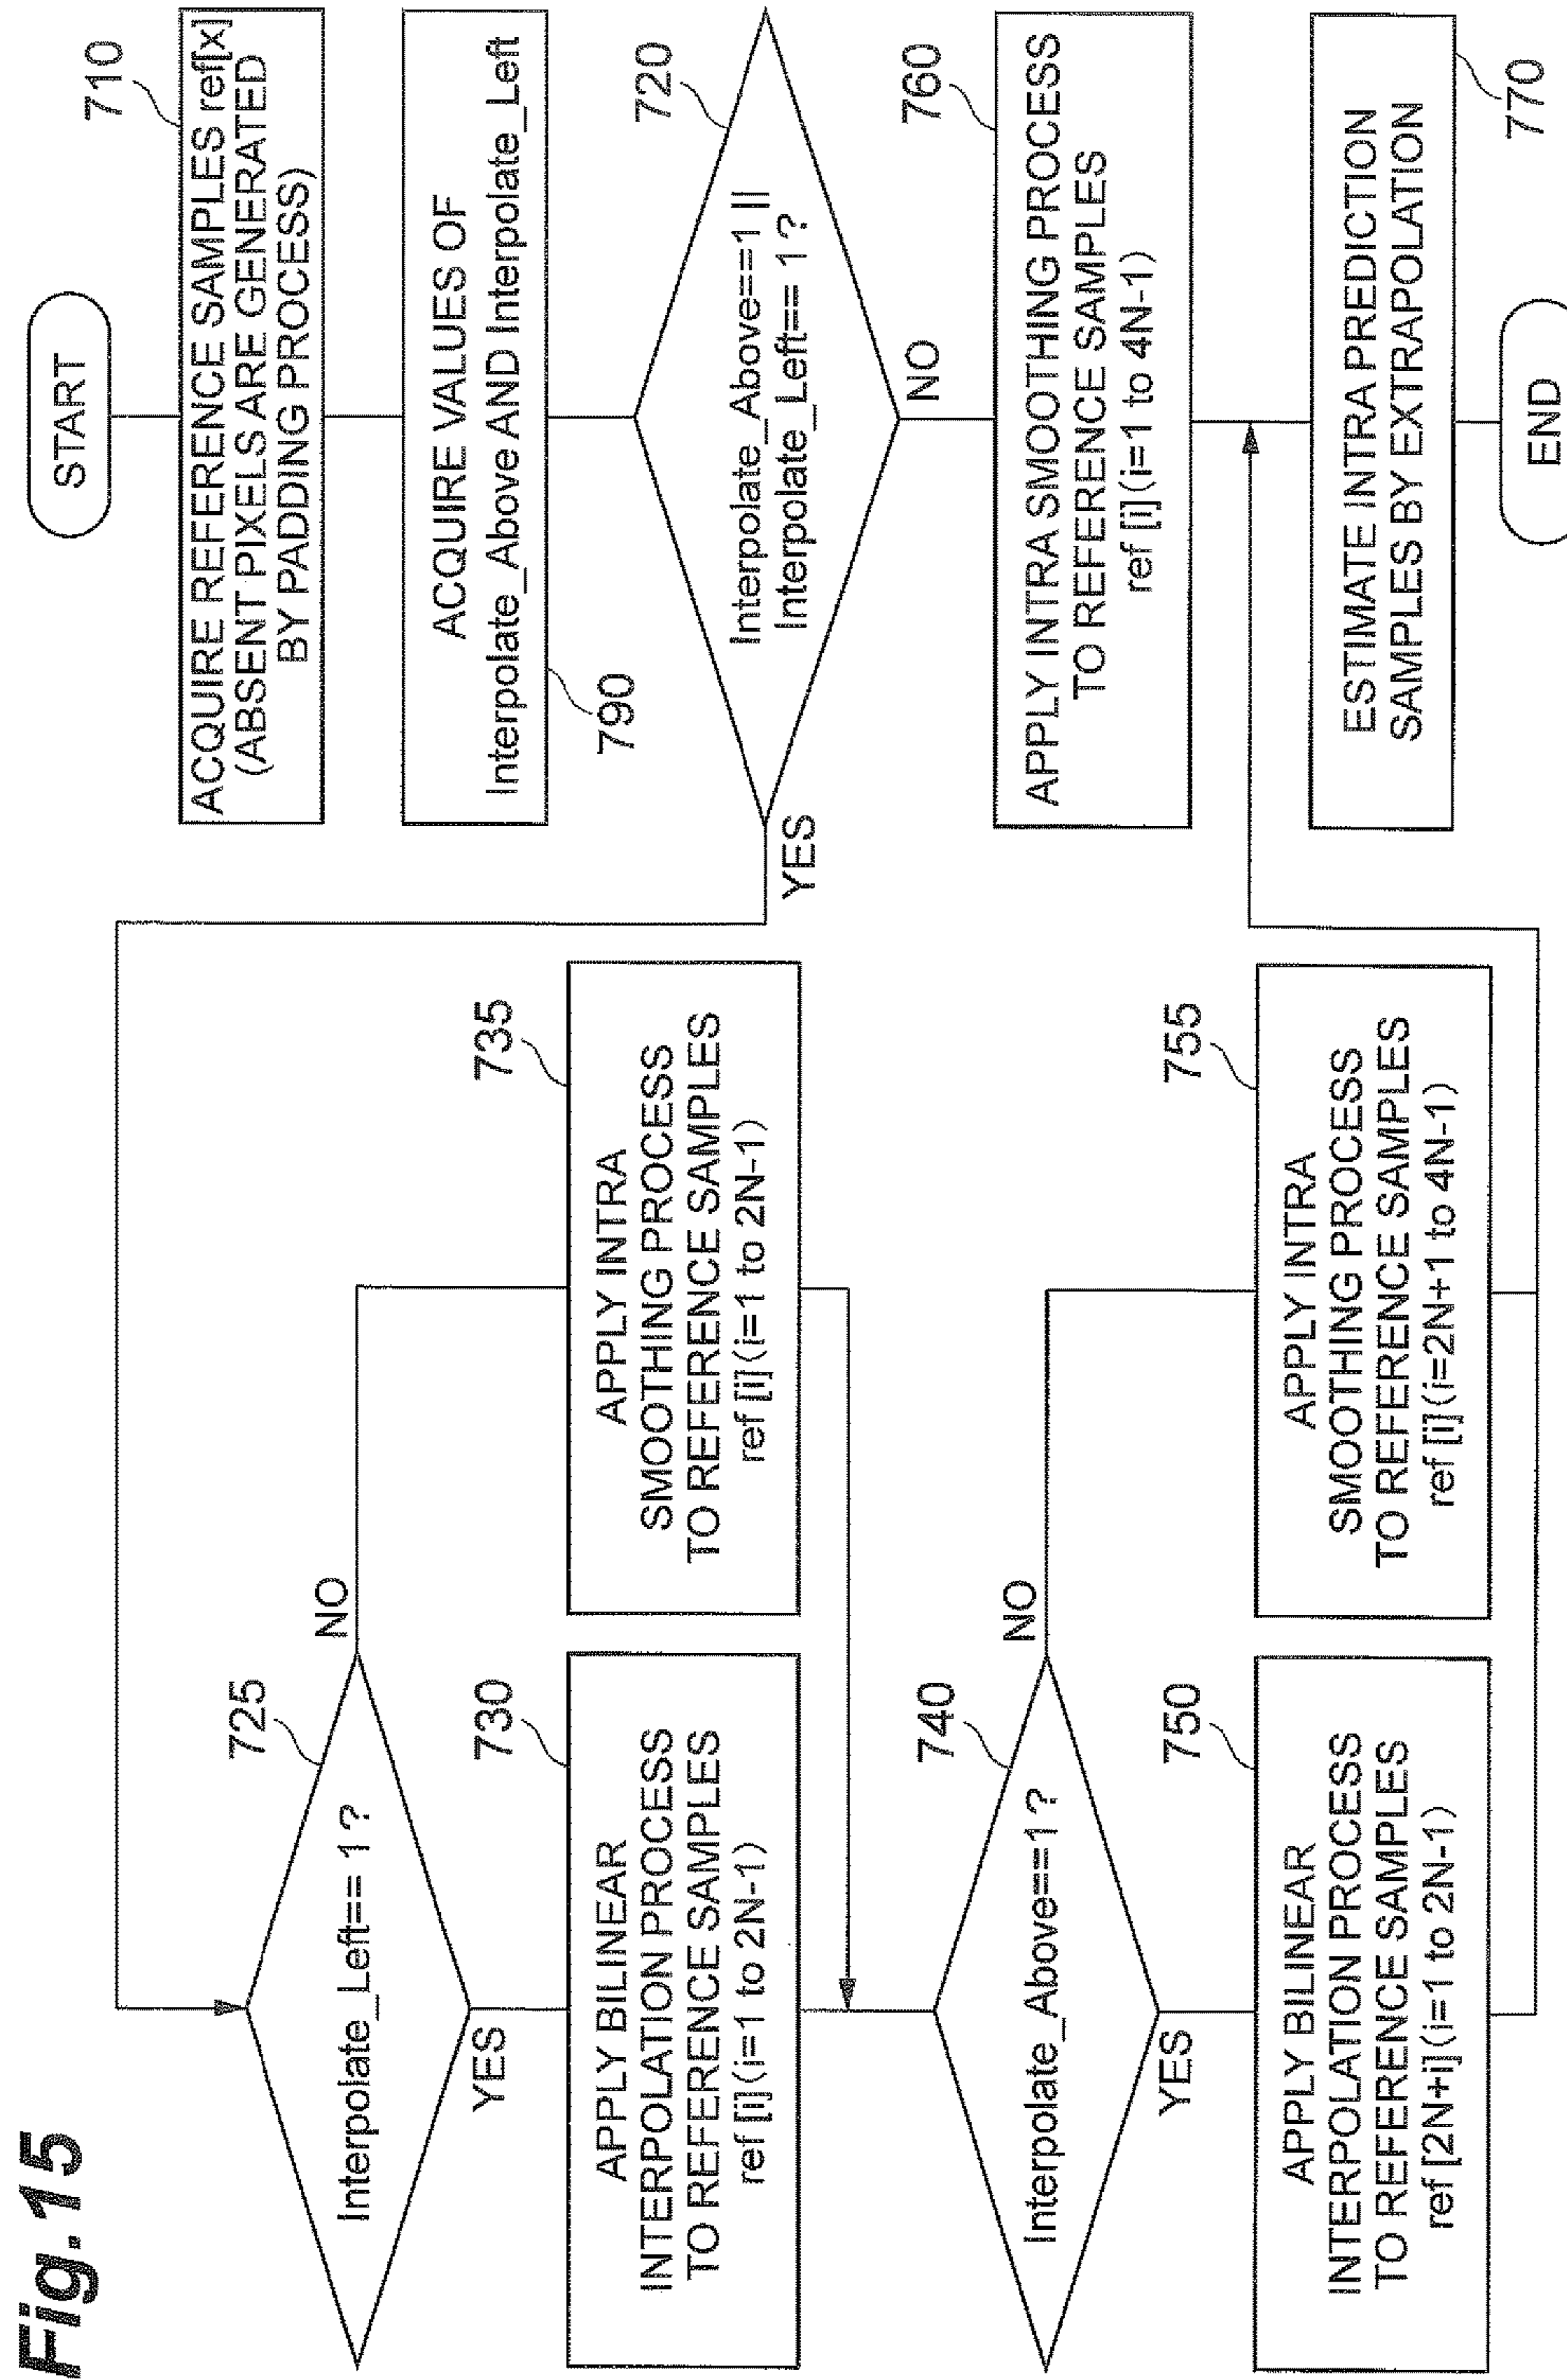 Fig.15
START
710
ACQUIRE REFERENCE SAMPLES ref[x]
(ABSENT PIXELS ARE GENERATED
BY PADDING PROCESS)
ACQUIRE VALUES OF
Interpolate_Above AND Interpolate_Left
790
720
Interpolate_Above==1 ||
Interpolate_Left== 1 ?
YES
NO
760
APPLY INTRA SMOOTHING PROCESS
TO REFERENCE SAMPLES
ref [i](i=1 to 4N-1)
ESTIMATE INTRA PREDICTION
SAMPLES BY EXTRAPOLATION
770
END
725
Interpolate_Left== 1 ?
NO
YES
730
APPLY BILINEAR
INTERPOLATION PROCESS
TO REFERENCE SAMPLES
ref [i](i=1 to 2N-1)
735
APPLY INTRA
SMOOTHING PROCESS
TO REFERENCE SAMPLES
ref [i](i=1 to 2N-1)
740
Interpolate_Above==1 ?
NO
YES
750
APPLY BILINEAR
INTERPOLATION PROCESS
TO REFERENCE SAMPLES
ref [2N+i](i=1 to 2N-1)
755
APPLY INTRA
SMOOTHING PROCESS
TO REFERENCE SAMPLES
ref [i](i=2N+1 to 4N-1)